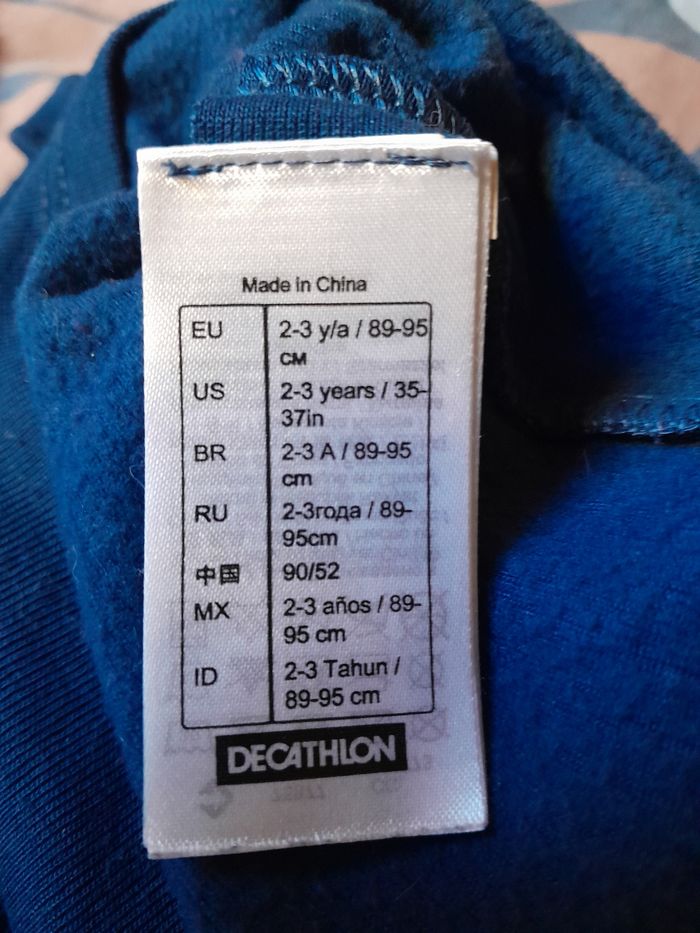 Made in China
EU 2-3 y/a / 89-95
см
US 2-3 years / 35-
37in
BR 2-3 A / 89-95
cm
RU 2-3года / 89-
95cm
中国 90/52
MX 2-3 años / 89-
95 cm
ID 2-3 Tahun /
89-95 cm
DECATHLON